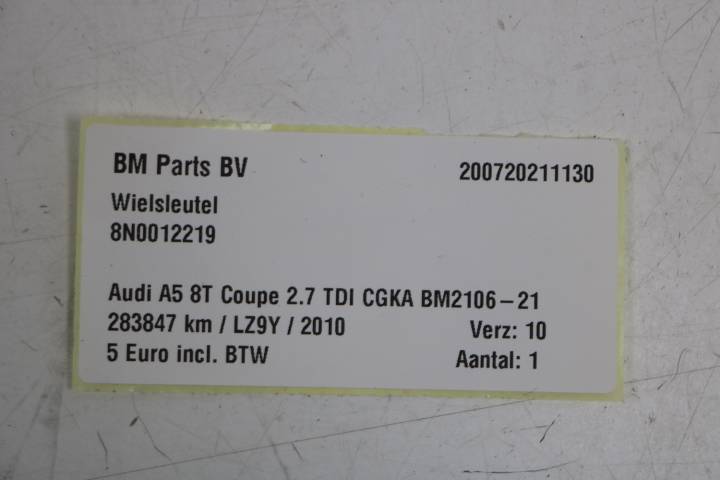 BM Parts BV 200720211130
Wielsleutel
8N0012219
Audi A5 8T Coupe 2.7 TDI CGKA BM2106-21
283847 km / LZ9Y / 2010 Verz: 10
5 Euro incl. BTW Aantal: 1